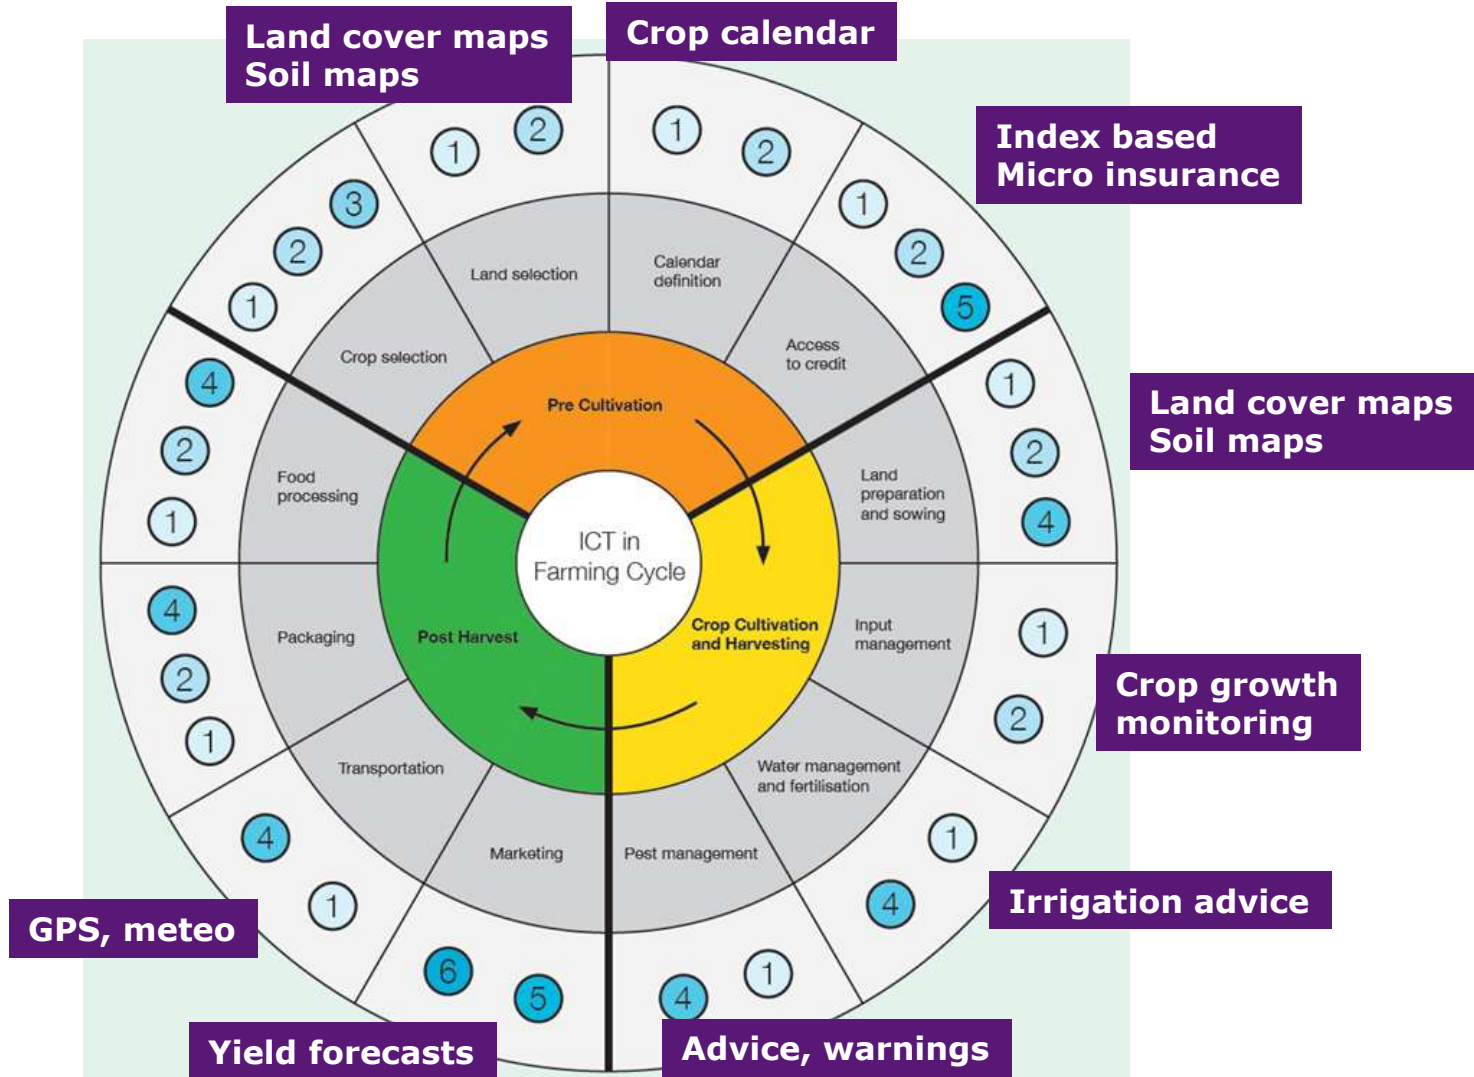 Land cover maps
Soil maps
Crop calendar
Index based
Micro insurance
Land cover maps
Soil maps
Crop growth
monitoring
Irrigation advice
Advice, warnings
Yield forecasts
GPS, meteo
ICT in
Farming Cycle
Pre Cultivation
Crop Cultivation
and Harvesting
Post Harvest
Crop selection
Land selection
Calendar
definition
Access
to credit
Land
preparation
and sowing
Input
management
Water management
and fertilisation
Pest management
Marketing
Transportation
Packaging
Food
processing
1
2
3
1
2
1
2
1
2
5
1
2
4
1
2
1
4
1
4
5
6
1
4
1
2
4
1
2
4